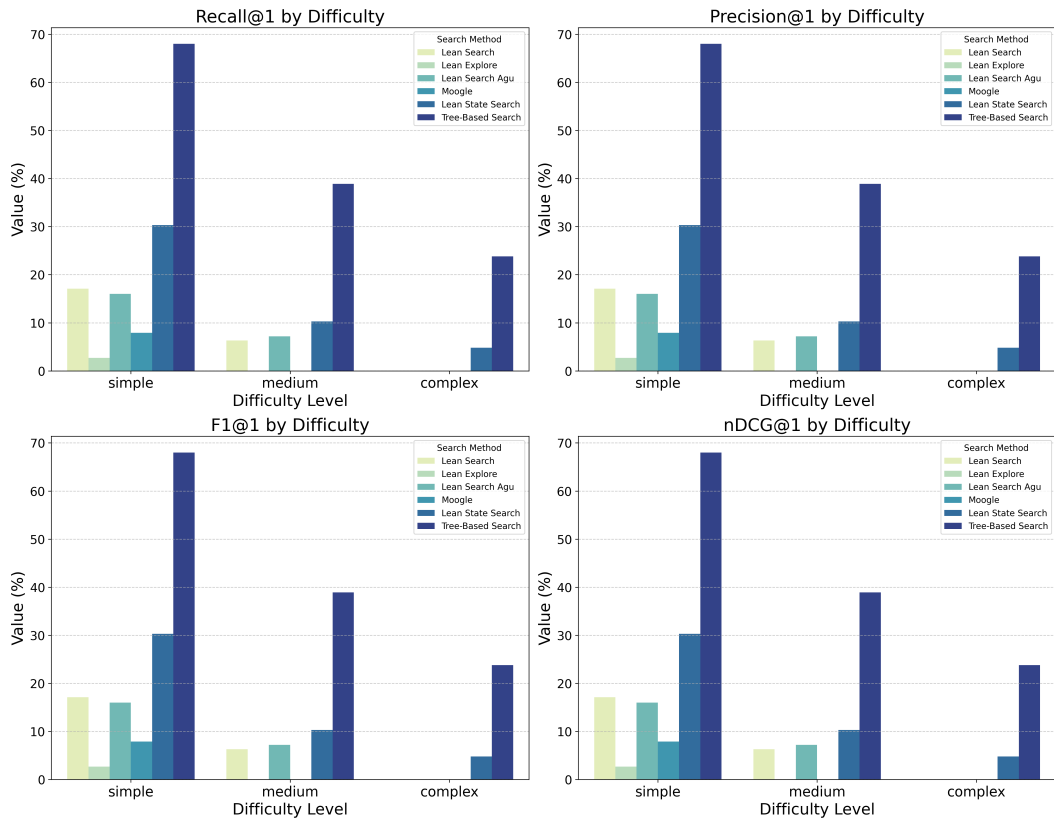 Recall@1 by Difficulty
Value (%)
70
60
50
40
30
20
10
0
Search Method
Lean Search
Lean Explore
Lean Search Agu
Moogle
Lean State Search
Tree-Based Search
simple
medium
complex
Difficulty Level
Precision@1 by Difficulty
Value (%)
70
60
50
40
30
20
10
0
Search Method
Lean Search
Lean Explore
Lean Search Agu
Moogle
Lean State Search
Tree-Based Search
simple
medium
complex
Difficulty Level
F1@1 by Difficulty
Value (%)
70
60
50
40
30
20
10
0
Search Method
Lean Search
Lean Explore
Lean Search Agu
Moogle
Lean State Search
Tree-Based Search
simple
medium
complex
Difficulty Level
nDCG@1 by Difficulty
Value (%)
70
60
50
40
30
20
10
0
Search Method
Lean Search
Lean Explore
Lean Search Agu
Moogle
Lean State Search
Tree-Based Search
simple
medium
complex
Difficulty Level